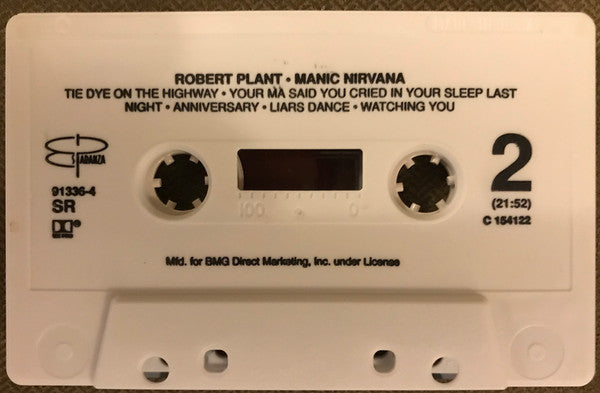 ROBERT PLANT • MANIC NIRVANA
TIE DYE ON THE HIGHWAY • YOUR MA SAID YOU CRIED IN YOUR SLEEP LAST
NIGHT • ANNIVERSARY • LIARS DANCE • WATCHING YOU
ES PARANZA
91336-4
SR
2
(21:52)
C 154122
100 0
Mfd. for BMG Direct Marketing, Inc. under License